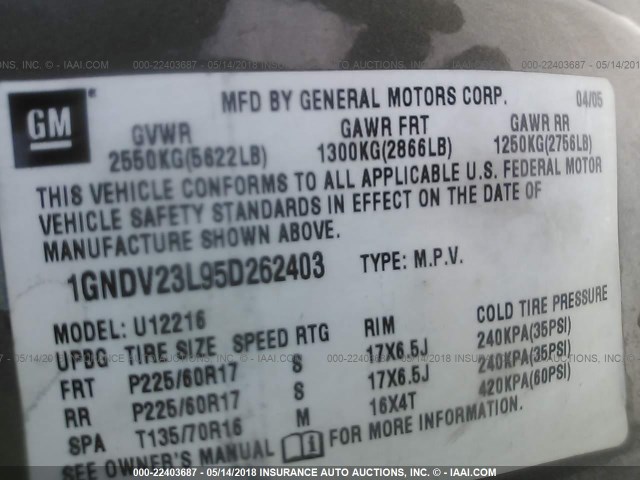 000-22403687 - 05/14/2018 INSURANCE AUTO AUCTIONS, INC. - © IAAI.COM
GM
MFD BY GENERAL MOTORS CORP. 04/05
GVWR GAWR FRT GAWR RR
2550KG(5622LB) 1300KG(2866LB) 1250KG(2756LB)
THIS VEHICLE CONFORMS TO ALL APPLICABLE U.S. FEDERAL MOTOR
VEHICLE SAFETY STANDARDS IN EFFECT ON THE DATE OF
MANUFACTURE SHOWN ABOVE.
1GNDV23L95D262403 TYPE: M.P.V.
MODEL: U12216
UPBG TIRE SIZE SPEED RTG RIM COLD TIRE PRESSURE
FRT P225/60R17 S 17X6.5J 240KPA(35PSI)
RR P225/60R17 S 17X6.5J 240KPA(35PSI)
SPA T135/70R16 M 16X4T 420KPA(60PSI)
SEE OWNER'S MANUAL FOR MORE INFORMATION.
000-22403687 - 05/14/2018 INSURANCE AUTO AUCTIONS, INC. - © IAAI.COM